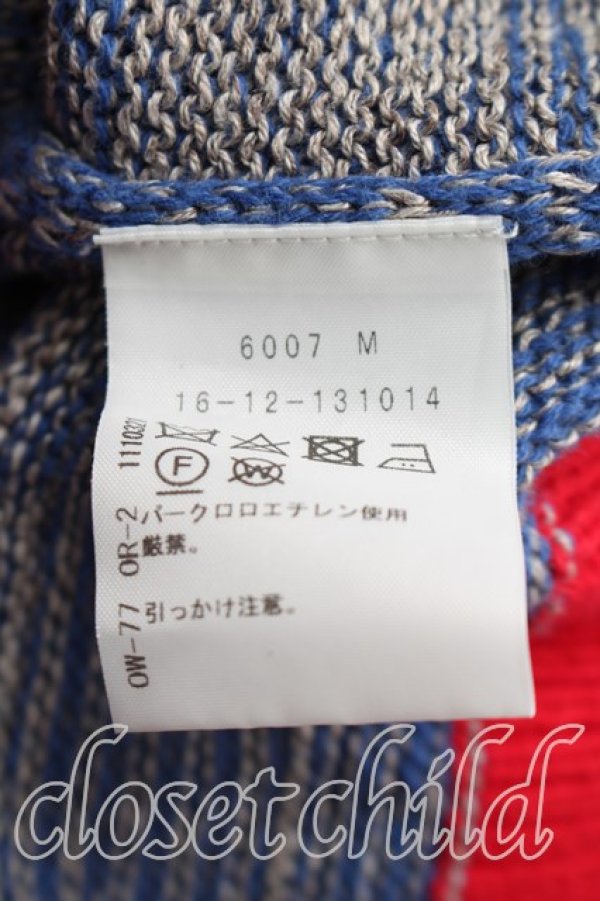 6007 M
16-12-131014
1110321
F
W
OR-2
パークロロエチレン使用
厳禁。
OW-77
引っかけ注意。
closet child